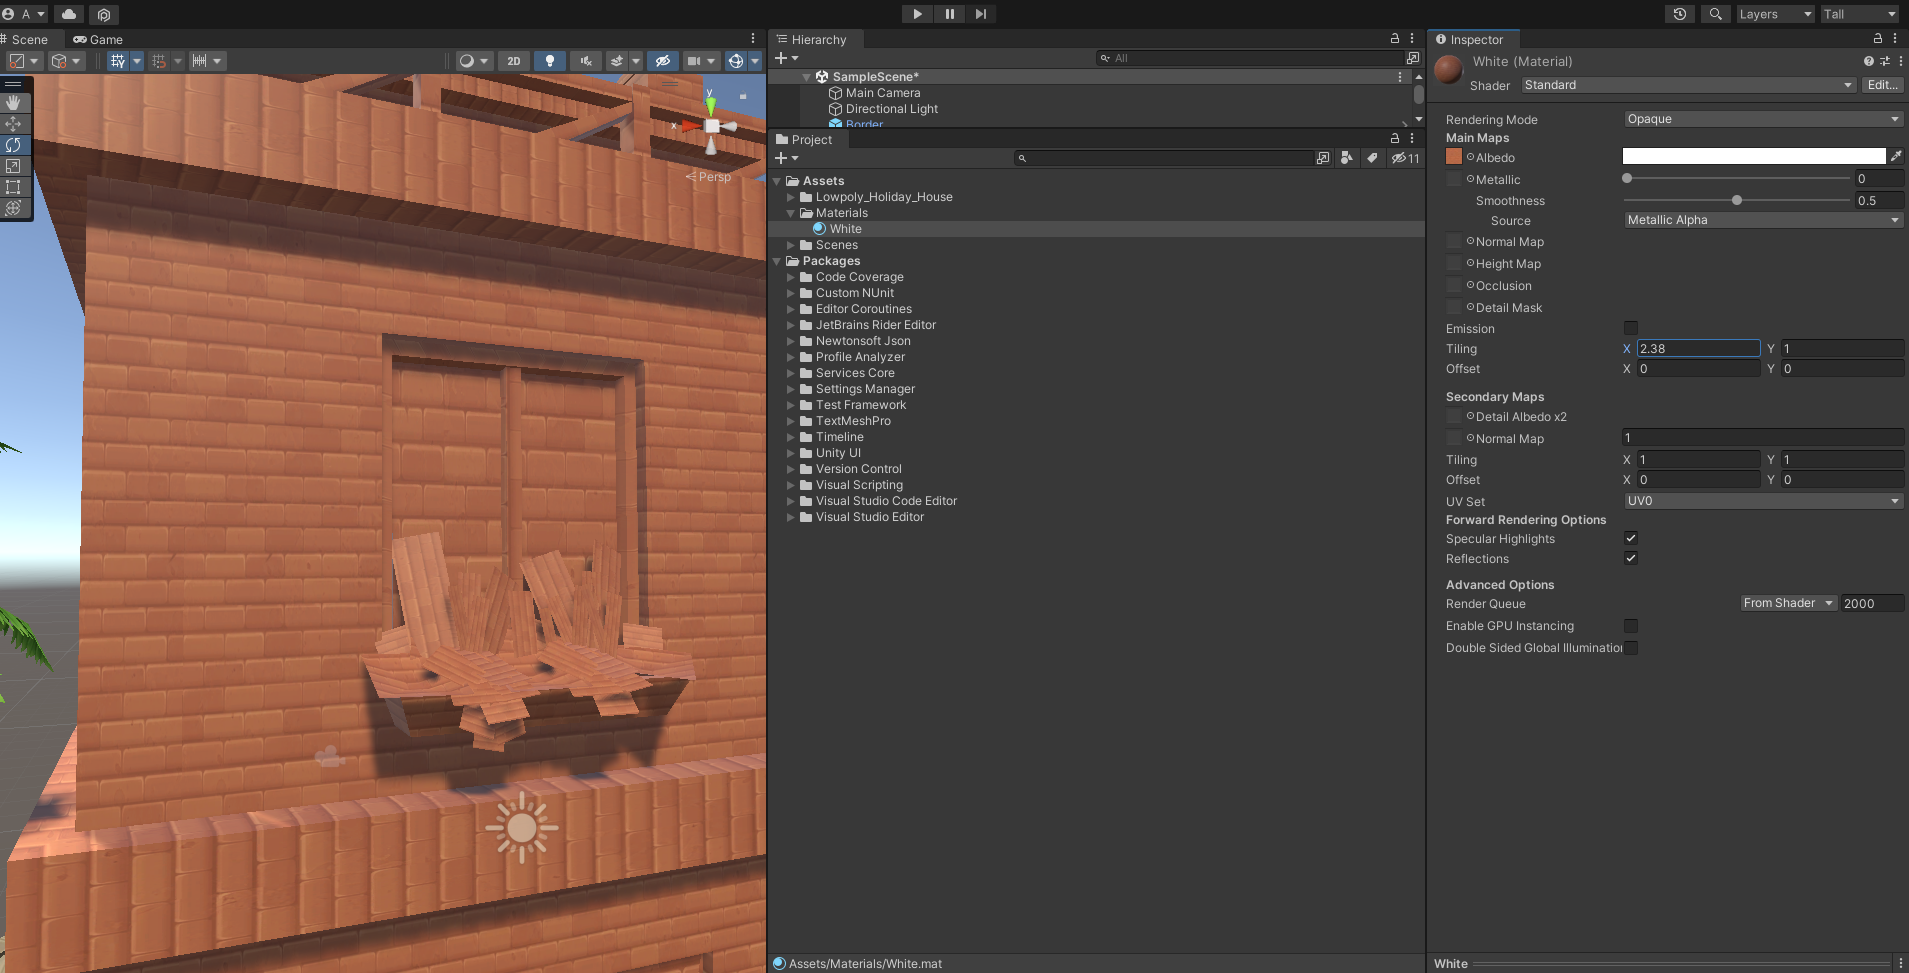 A
Layers
Tall
Scene
Game
2D
y
x
Persp
Hierarchy
All
SampleScene*
Main Camera
Directional Light
Border
Project
11
Assets
Lowpoly_Holiday_House
Materials
White
Scenes
Packages
Code Coverage
Custom NUnit
Editor Coroutines
JetBrains Rider Editor
Newtonsoft Json
Profile Analyzer
Services Core
Settings Manager
Test Framework
TextMeshPro
Timeline
Unity UI
Version Control
Visual Scripting
Visual Studio Code Editor
Visual Studio Editor
Assets/Materials/White.mat
Inspector
White (Material)
Shader Standard Edit...
Rendering Mode Opaque
Main Maps
Albedo
Metallic 0
Smoothness 0.5
Source Metallic Alpha
Normal Map
Height Map
Occlusion
Detail Mask
Emission
Tiling X 2.38 Y 1
Offset X 0 Y 0
Secondary Maps
Detail Albedo x2
Normal Map 1
Tiling X 1 Y 1
Offset X 0 Y 0
UV Set UV0
Forward Rendering Options
Specular Highlights
Reflections
Advanced Options
Render Queue From Shader 2000
Enable GPU Instancing
Double Sided Global Illumination
White